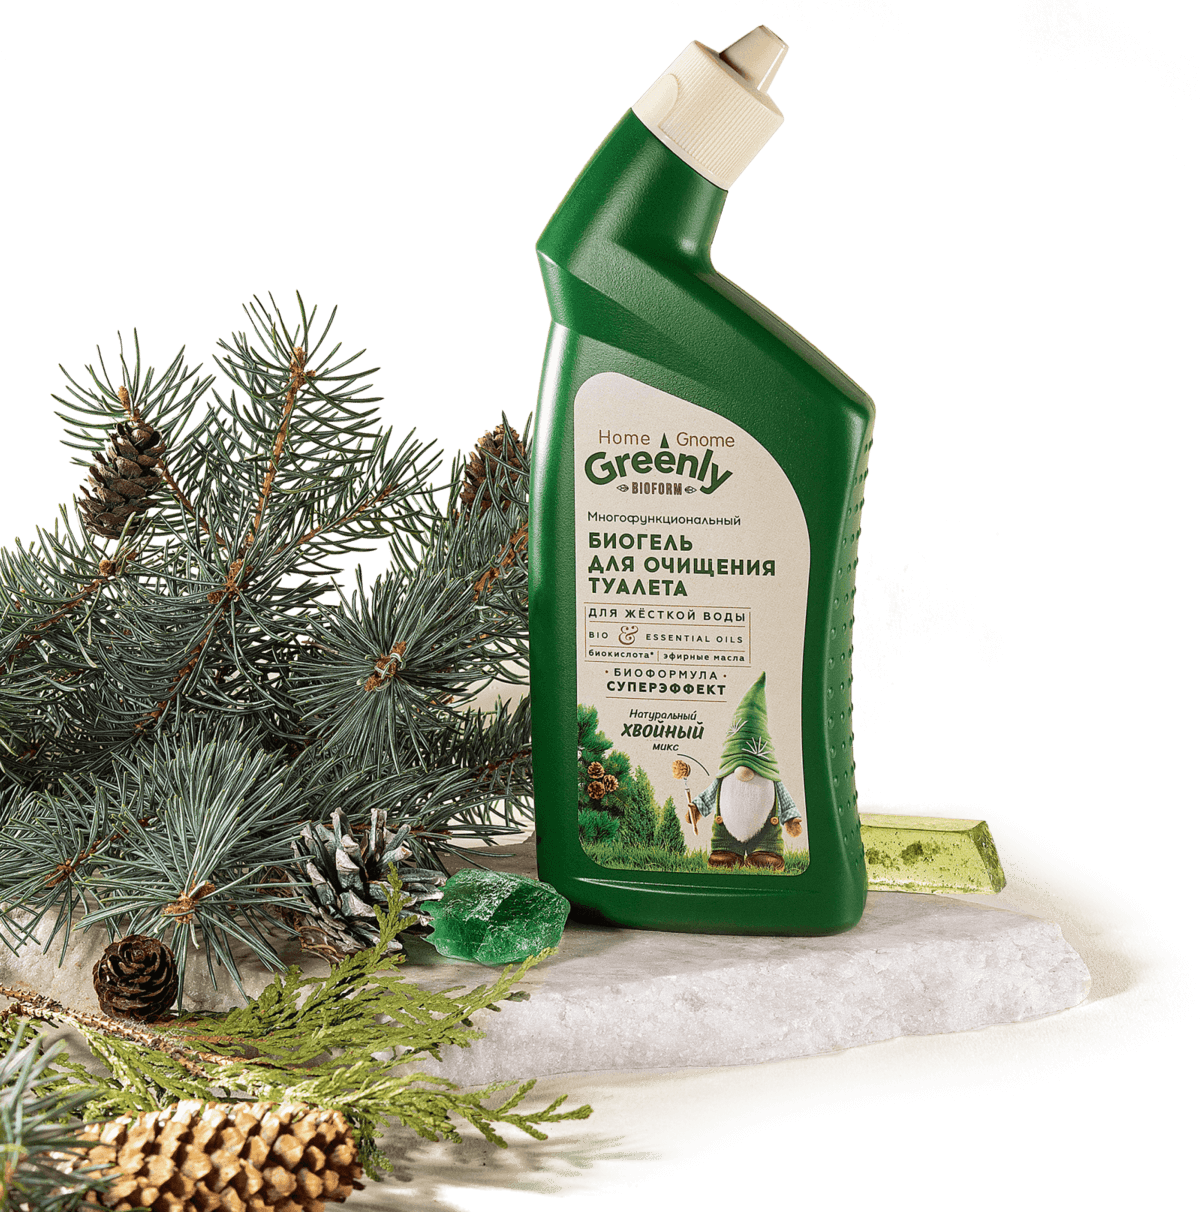 Home Gnome
Greenly
BIOFORM
Многофункциональный
БИОГЕЛЬ
ДЛЯ ОЧИЩЕНИЯ
ТУАЛЕТА
ДЛЯ ЖЁСТКОЙ ВОДЫ
BIO & ESSENTIAL OILS
биокислота* | эфирные масла
· БИОФОРМУЛА ·
СУПЕРЭФФЕКТ
Натуральный
ХВОЙНЫЙ
микс